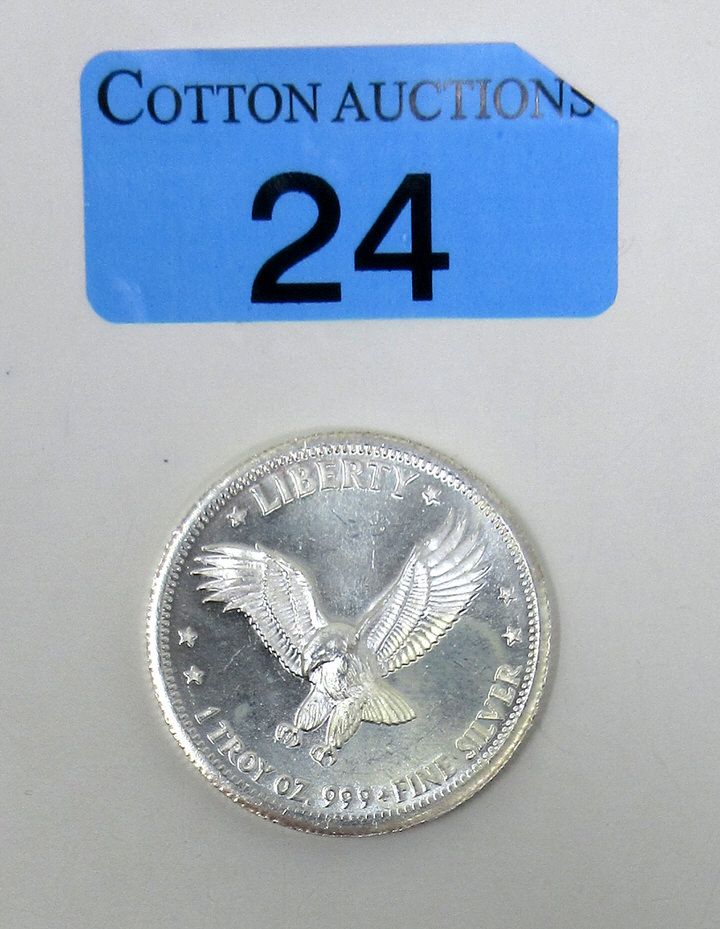 COTTON AUCTIONS
24
LIBERTY
1 TROY OZ. 999 · FINE SILVER